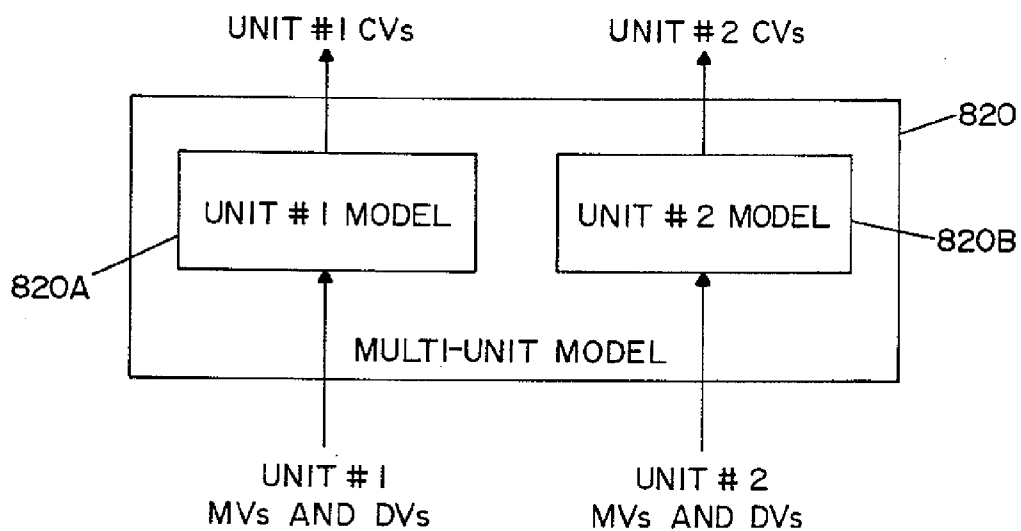 UNIT #1 CVs
UNIT #2 CVs
820
UNIT #1 MODEL
UNIT #2 MODEL
820A
820B
MULTI-UNIT MODEL
UNIT #1
MVs AND DVs
UNIT #2
MVs AND DVs